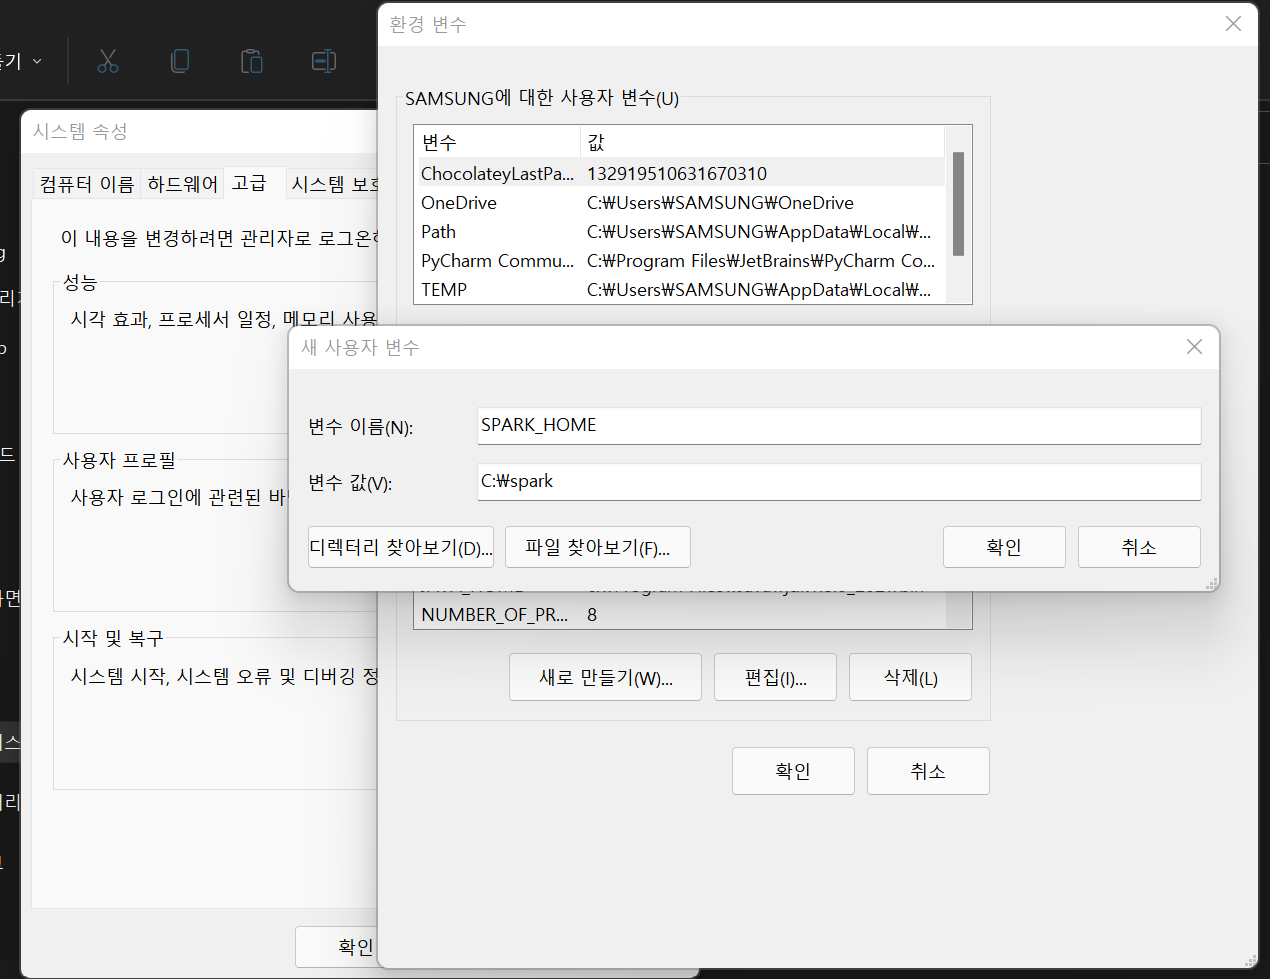 환경 변수
SAMSUNG에 대한 사용자 변수(U)
변수 값
ChocolateyLastPa... 132919510631670310
OneDrive C:₩Users₩SAMSUNG₩OneDrive
Path C:₩Users₩SAMSUNG₩AppData₩Local₩...
PyCharm Commu... C:₩Program Files₩JetBrains₩PyCharm Co...
TEMP C:₩Users₩SAMSUNG₩AppData₩Local₩...
새 사용자 변수
변수 이름(N): SPARK_HOME
변수 값(V): C:₩spark
디렉터리 찾아보기(D)... 파일 찾아보기(F)... 확인 취소
NUMBER_OF_PR... 8
새로 만들기(W)... 편집(I)... 삭제(L)
확인 취소
시스템 속성
컴퓨터 이름 하드웨어 고급 시스템
이 내용을 변경하려면 관리자로
성능
시각 효과, 프로세서 일정, 메모리 사용
사용자 프로필
사용자 로그인에 관련된
시작 및 복구
시스템 시작, 시스템 오류 및 디버깅 정
확인